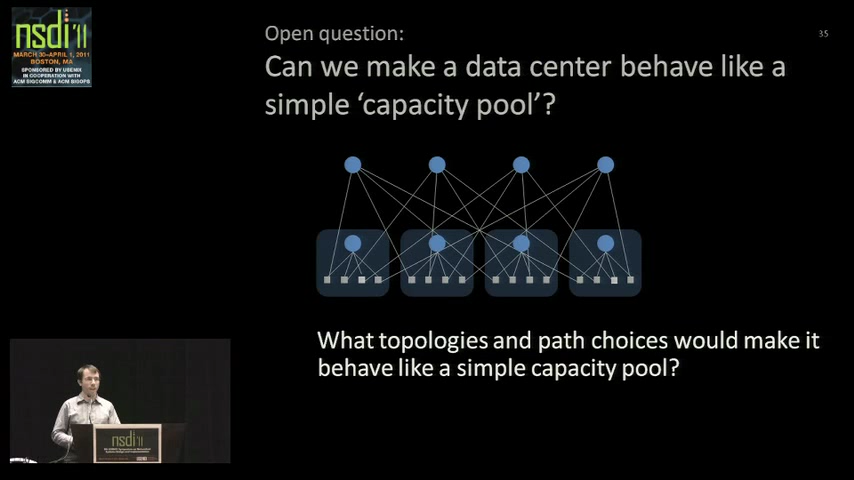 nsdi'11
MARCH 30–APRIL 1, 2011
BOSTON, MA
SPONSORED BY USENIX
IN COOPERATION WITH
ACM SIGCOMM & ACM SIGOPS
Open question:
35
Can we make a data center behave like a
simple ‘capacity pool’?
What topologies and path choices would make it
behave like a simple capacity pool?
nsdi'11